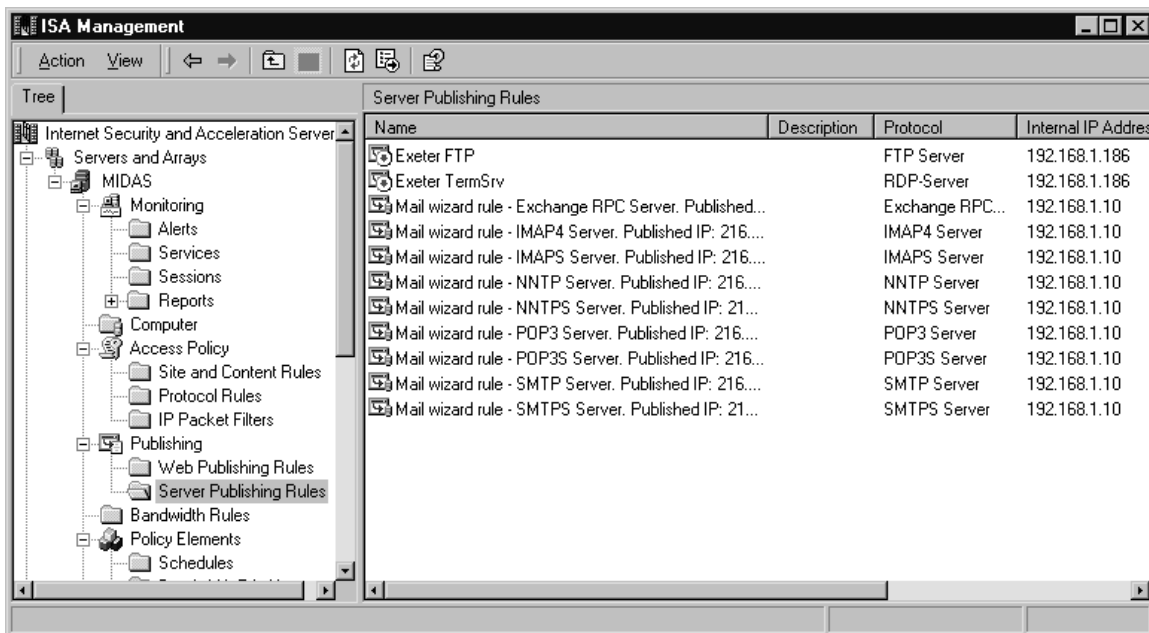 ISA Management
Action View
Tree
Server Publishing Rules
Internet Security and Acceleration Server
Servers and Arrays
MIDAS
Monitoring
Alerts
Services
Sessions
Reports
Computer
Access Policy
Site and Content Rules
Protocol Rules
IP Packet Filters
Publishing
Web Publishing Rules
Server Publishing Rules
Bandwidth Rules
Policy Elements
Schedules
Name Description Protocol Internal IP Addres
Exeter FTP FTP Server 192.168.1.186
Exeter TermSrv RDP-Server 192.168.1.186
Mail wizard rule - Exchange RPC Server. Published... Exchange RPC... 192.168.1.10
Mail wizard rule - IMAP4 Server. Published IP: 216.... IMAP4 Server 192.168.1.10
Mail wizard rule - IMAPS Server. Published IP: 216.... IMAPS Server 192.168.1.10
Mail wizard rule - NNTP Server. Published IP: 216.... NNTP Server 192.168.1.10
Mail wizard rule - NNTPS Server. Published IP: 21... NNTPS Server 192.168.1.10
Mail wizard rule - POP3 Server. Published IP: 216.... POP3 Server 192.168.1.10
Mail wizard rule - POP3S Server. Published IP: 216... POP3S Server 192.168.1.10
Mail wizard rule - SMTP Server. Published IP: 216.... SMTP Server 192.168.1.10
Mail wizard rule - SMTPS Server. Published IP: 21... SMTPS Server 192.168.1.10